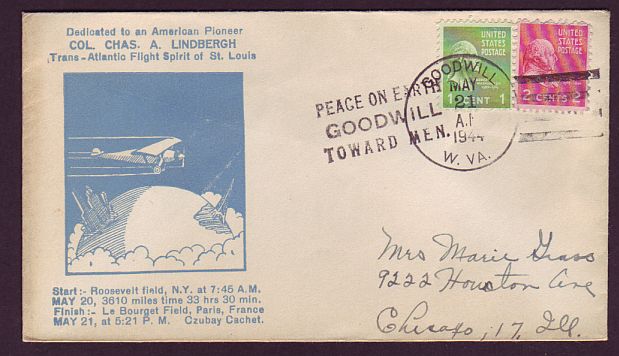 Dedicated to an American Pioneer
COL. CHAS. A. LINDBERGH
Trans-Atlantic Flight Spirit of St. Louis
Start:- Roosevelt field, N.Y. at 7:45 A.M.
MAY 20, 3610 miles time 33 hrs 30 min.
Finish:- Le Bourget Field, Paris, France
MAY 21, at 5:21 P. M. Czubay Cachet.
UNITED
STATES
POSTAGE
1 CENT 1
UNITED
STATES
POSTAGE
2 CENTS 2
PEACE ON EARTH
GOODWILL
TOWARD MEN.
GOODWILL
MAY
21
A.M
1944
W. VA.
Mrs Marie Grass
9222 Houston Ave
Chicago, 17, Ill.